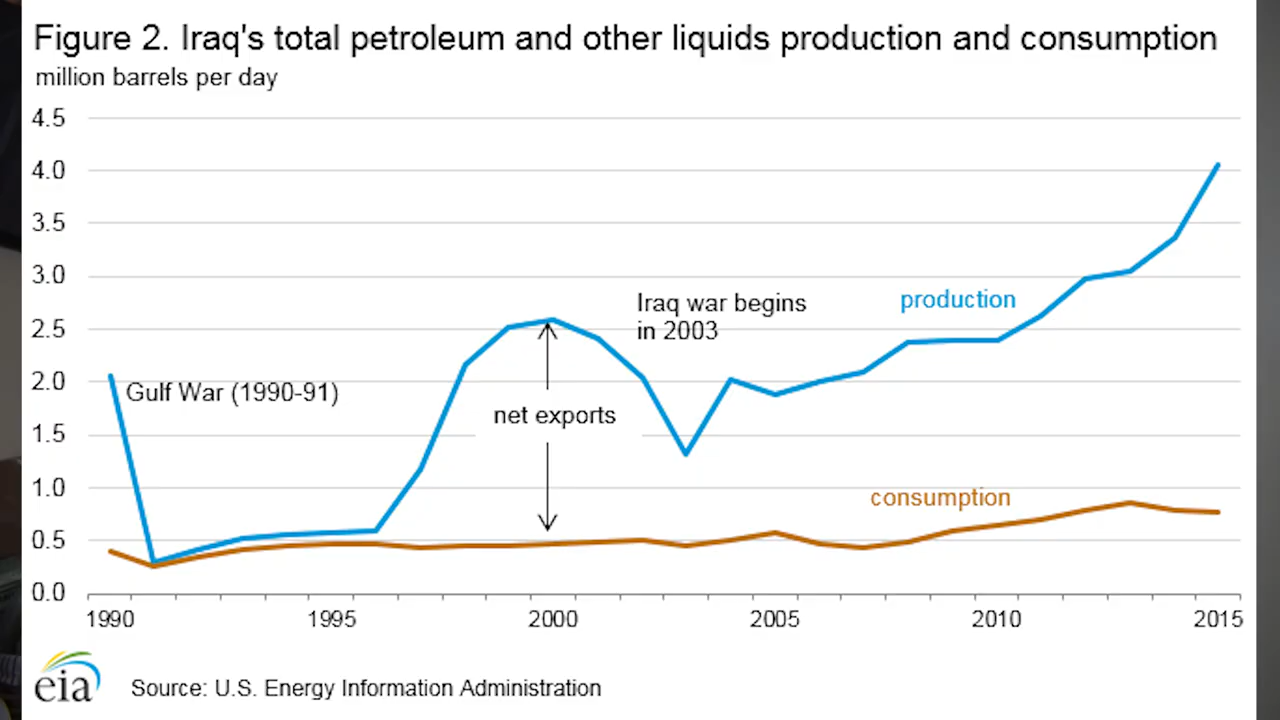 Figure 2. Iraq's total petroleum and other liquids production and consumption
million barrels per day
4.5
4.0
3.5
3.0
2.5
2.0
1.5
1.0
0.5
0.0
Iraq war begins
in 2003
production
Gulf War (1990-91)
net exports
consumption
1990 1995 2000 2005 2010 2015
eia
Source: U.S. Energy Information Administration